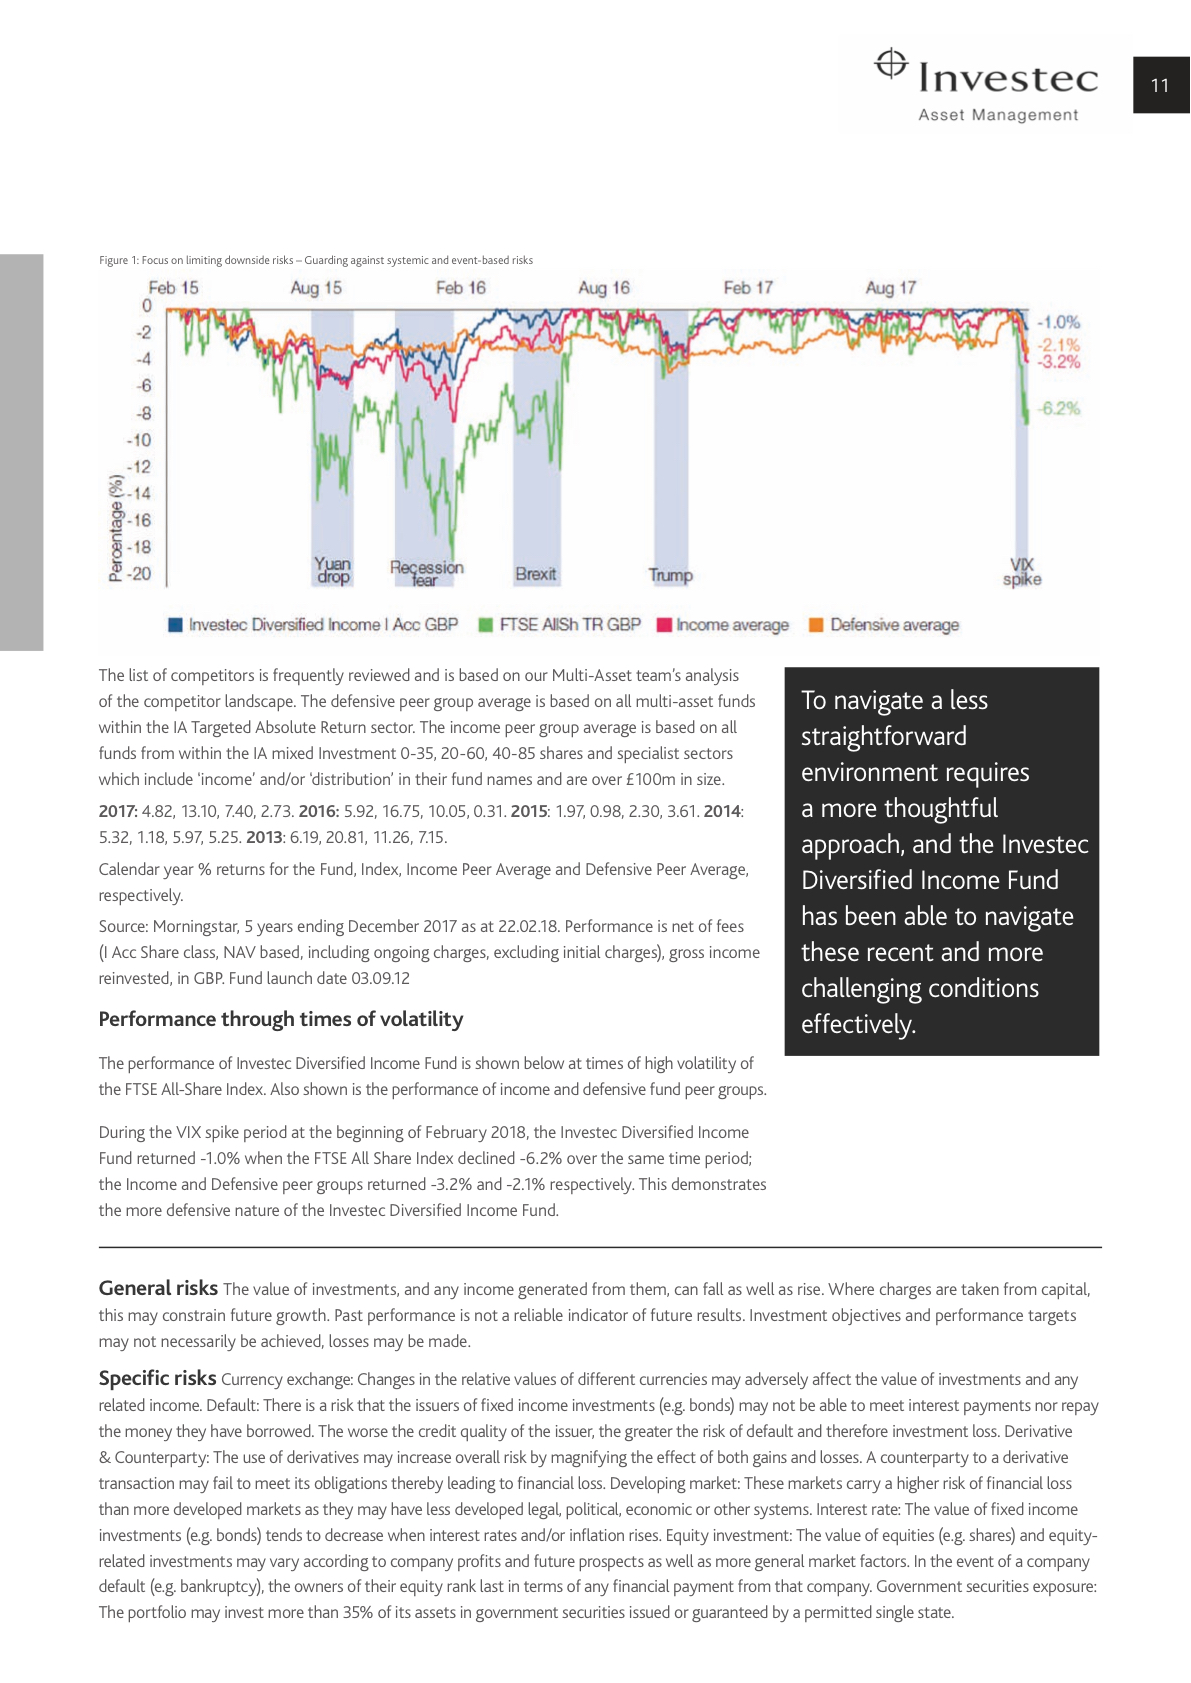 Investec
Asset Management
11
Figure 1: Focus on limiting downside risks – Guarding against systemic and event-based risks
Feb 15 Aug 15 Feb 16 Aug 16 Feb 17 Aug 17
0
-2
-4
-6
-8
-10
-12
-14
-16
-18
-20
Percentage (%)
-1.0%
-2.1%
-3.2%
-6.2%
Yuan
drop
Recession
fear
Brexit
Trump
VIX
spike
Investec Diversified Income I Acc GBP FTSE AllSh TR GBP Income average Defensive average
The list of competitors is frequently reviewed and is based on our Multi-Asset team’s analysis
of the competitor landscape. The defensive peer group average is based on all multi-asset funds
within the IA Targeted Absolute Return sector. The income peer group average is based on all
funds from within the IA mixed Investment 0-35, 20-60, 40-85 shares and specialist sectors
which include ‘income’ and/or ‘distribution’ in their fund names and are over £100m in size.
2017: 4.82, 13.10, 7.40, 2.73. 2016: 5.92, 16.75, 10.05, 0.31. 2015: 1.97, 0.98, 2.30, 3.61. 2014:
5.32, 1.18, 5.97, 5.25. 2013: 6.19, 20.81, 11.26, 7.15.
Calendar year % returns for the Fund, Index, Income Peer Average and Defensive Peer Average,
respectively.
Source: Morningstar, 5 years ending December 2017 as at 22.02.18. Performance is net of fees
(I Acc Share class, NAV based, including ongoing charges, excluding initial charges), gross income
reinvested, in GBP. Fund launch date 03.09.12
Performance through times of volatility
The performance of Investec Diversified Income Fund is shown below at times of high volatility of
the FTSE All-Share Index. Also shown is the performance of income and defensive fund peer groups.
During the VIX spike period at the beginning of February 2018, the Investec Diversified Income
Fund returned -1.0% when the FTSE All Share Index declined -6.2% over the same time period;
the Income and Defensive peer groups returned -3.2% and -2.1% respectively. This demonstrates
the more defensive nature of the Investec Diversified Income Fund.
To navigate a less
straightforward
environment requires
a more thoughtful
approach, and the Investec
Diversified Income Fund
has been able to navigate
these recent and more
challenging conditions
effectively.
General risks The value of investments, and any income generated from them, can fall as well as rise. Where charges are taken from capital,
this may constrain future growth. Past performance is not a reliable indicator of future results. Investment objectives and performance targets
may not necessarily be achieved, losses may be made.
Specific risks Currency exchange: Changes in the relative values of different currencies may adversely affect the value of investments and any
related income. Default: There is a risk that the issuers of fixed income investments (e.g. bonds) may not be able to meet interest payments nor repay
the money they have borrowed. The worse the credit quality of the issuer, the greater the risk of default and therefore investment loss. Derivative
& Counterparty: The use of derivatives may increase overall risk by magnifying the effect of both gains and losses. A counterparty to a derivative
transaction may fail to meet its obligations thereby leading to financial loss. Developing market: These markets carry a higher risk of financial loss
than more developed markets as they may have less developed legal, political, economic or other systems. Interest rate: The value of fixed income
investments (e.g. bonds) tends to decrease when interest rates and/or inflation rises. Equity investment: The value of equities (e.g. shares) and equity-
related investments may vary according to company profits and future prospects as well as more general market factors. In the event of a company
default (e.g. bankruptcy), the owners of their equity rank last in terms of any financial payment from that company. Government securities exposure:
The portfolio may invest more than 35% of its assets in government securities issued or guaranteed by a permitted single state.